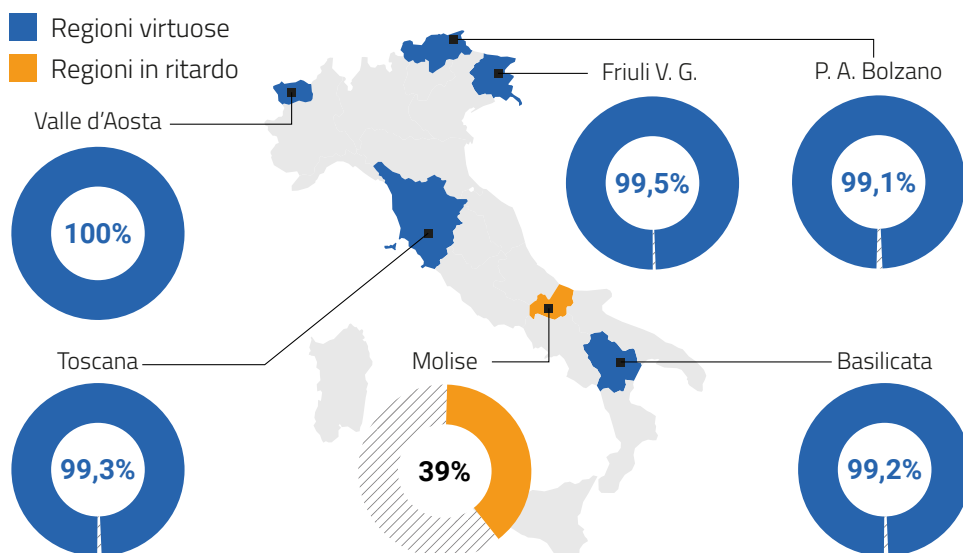 Regioni virtuose
Regioni in ritardo
Valle d'Aosta
100%
Friuli V. G.
99,5%
P. A. Bolzano
99,1%
Toscana
99,3%
Molise
39%
Basilicata
99,2%